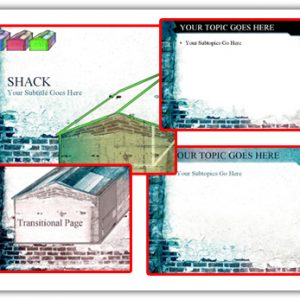 SHACK
Your Subtitle Goes Here
YOUR TOPIC GOES HERE
• Your Subtopics Go Here
Transitional Page
YOUR TOPIC GOES HERE
Your Subtopics Go Here